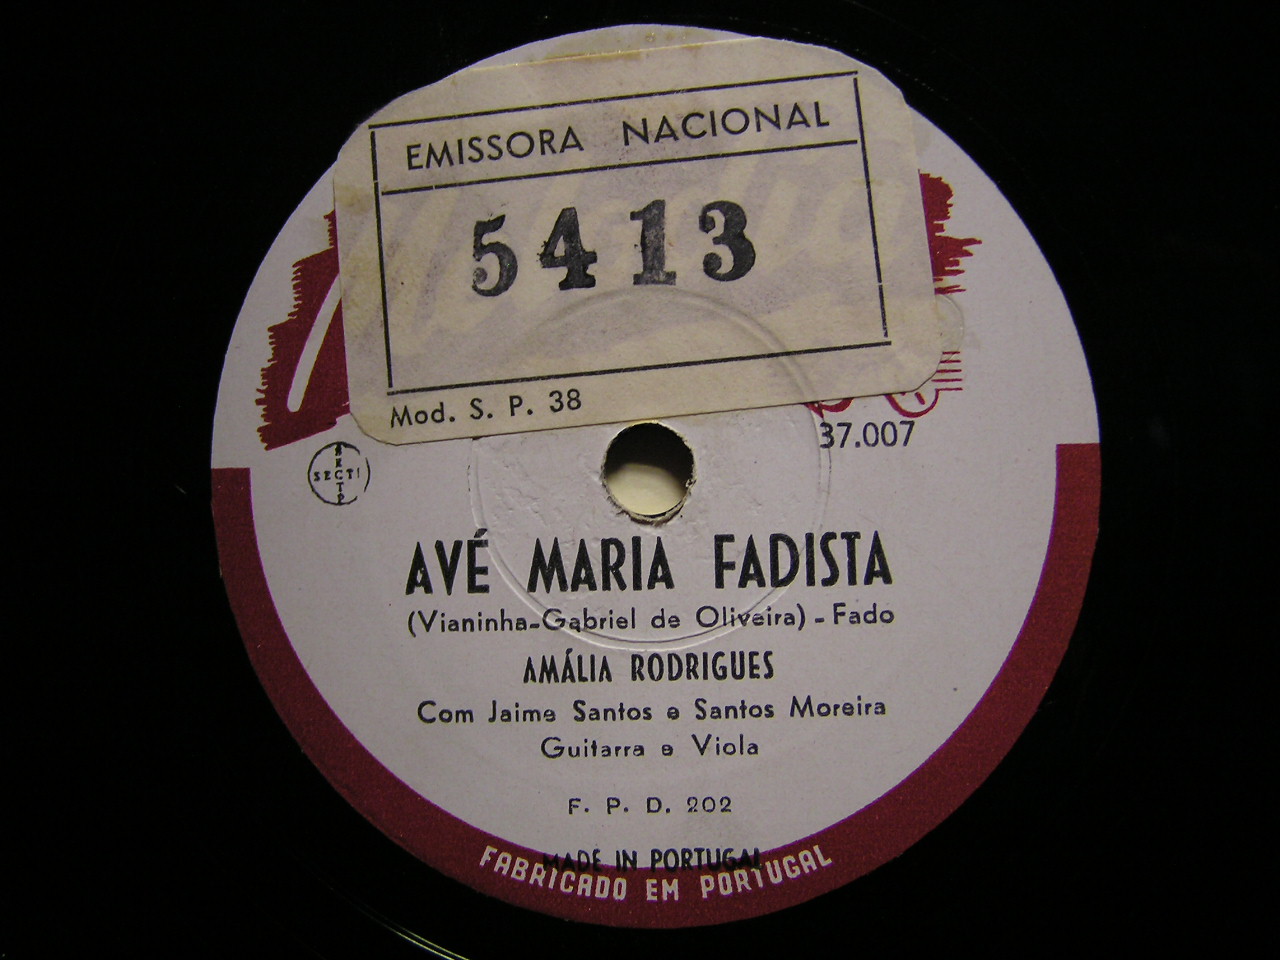 EMISSORA NACIONAL
5413
Mod. S. P. 38
37.007
SECTP
AVÉ MARIA FADISTA
(Vianinha-Gabriel de Oliveira) - Fado
AMÁLIA RODRIGUES
Com Jaime Santos e Santos Moreira
Guitarra e Viola
F. P. D. 202
MADE IN PORTUGAL
FABRICADO EM PORTUGAL